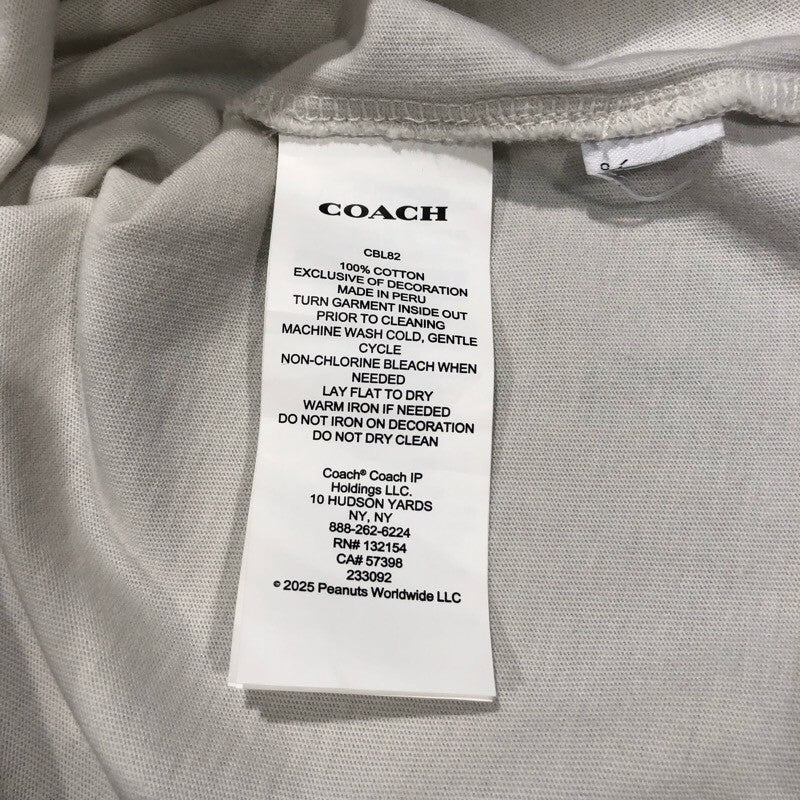 COACH
CBL82
100% COTTON
EXCLUSIVE OF DECORATION
MADE IN PERU
TURN GARMENT INSIDE OUT
PRIOR TO CLEANING
MACHINE WASH COLD, GENTLE
CYCLE
NON-CHLORINE BLEACH WHEN
NEEDED
LAY FLAT TO DRY
WARM IRON IF NEEDED
DO NOT IRON ON DECORATION
DO NOT DRY CLEAN
Coach® Coach IP
Holdings LLC.
10 HUDSON YARDS
NY, NY
888-262-6224
RN# 132154
CA# 57398
233092
© 2025 Peanuts Worldwide LLC